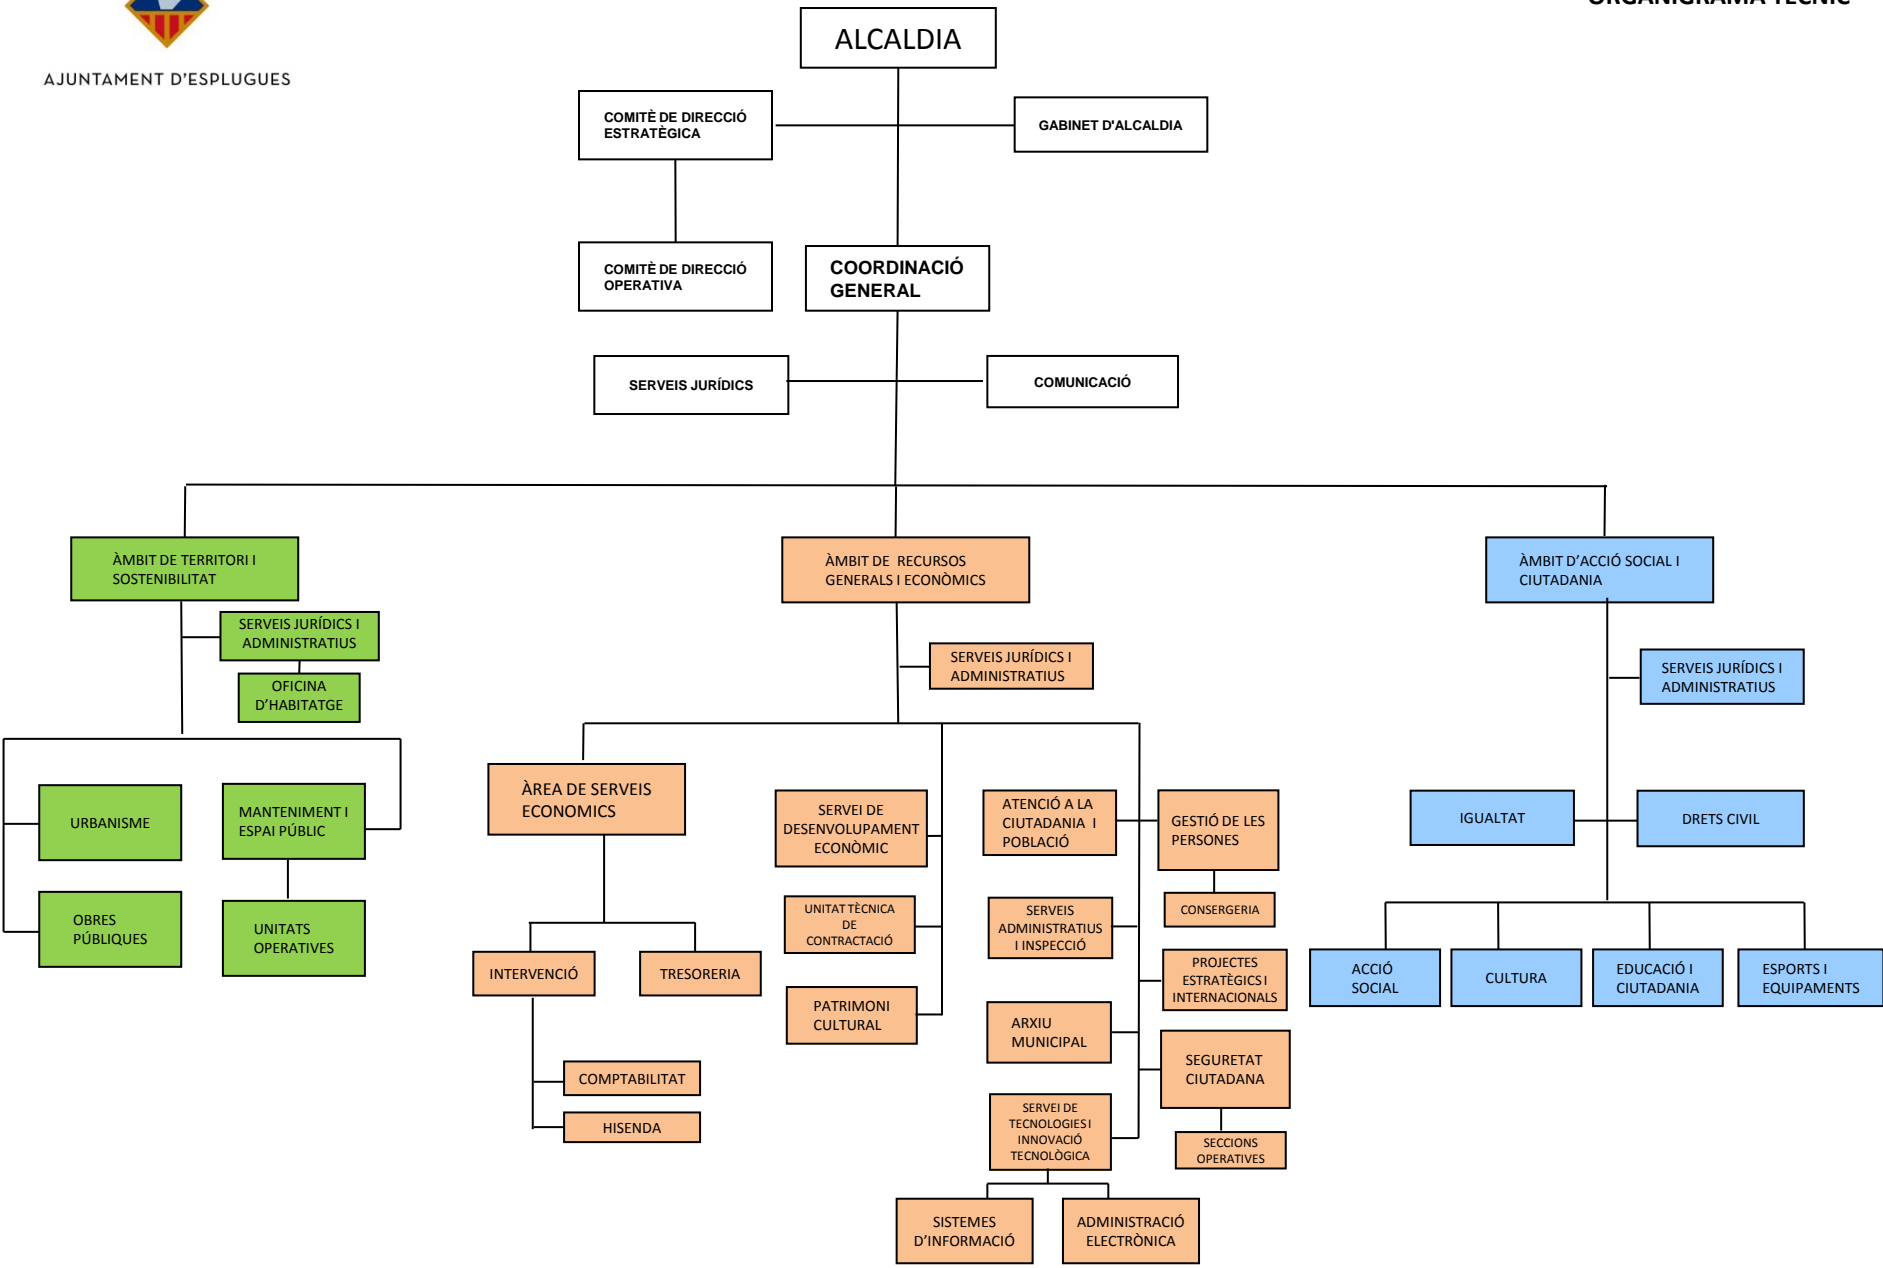 ORGANIGRAMA TÈCNIC
AJUNTAMENT D'ESPLUGUES
ALCALDIA
COMITÈ DE DIRECCIÓ
ESTRATÈGICA
GABINET D'ALCALDIA
COMITÈ DE DIRECCIÓ
OPERATIVA
COORDINACIÓ
GENERAL
SERVEIS JURÍDICS
COMUNICACIÓ
ÀMBIT DE TERRITORI I
SOSTENIBILITAT
SERVEIS JURÍDICS I
ADMINISTRATIUS
OFICINA
D'HABITATGE
URBANISME
MANTENIMENT I
ESPAI PÚBLIC
OBRES
PÚBLIQUES
UNITATS
OPERATIVES
ÀMBIT DE  RECURSOS
GENERALS I ECONÒMICS
SERVEIS JURÍDICS I
ADMINISTRATIUS
ÀREA DE SERVEIS
ECONOMICS
INTERVENCIÓ
TRESORERIA
COMPTABILITAT
HISENDA
SERVEI DE
DESENVOLUPAMENT
ECONÒMIC
UNITAT TÈCNICA
DE
CONTRACTACIÓ
PATRIMONI
CULTURAL
ATENCIÓ A LA
CIUTADANIA  I
POBLACIÓ
GESTIÓ DE LES
PERSONES
CONSERGERIA
SERVEIS
ADMINISTRATIUS
I INSPECCIÓ
PROJECTES
ESTRATÈGICS I
INTERNACIONALS
ARXIU
MUNICIPAL
SEGURETAT
CIUTADANA
SECCIONS
OPERATIVES
SERVEI DE
TECNOLOGIES I
INNOVACIÓ
TECNOLÒGICA
SISTEMES
D'INFORMACIÓ
ADMINISTRACIÓ
ELECTRÒNICA
ÀMBIT D'ACCIÓ SOCIAL I
CIUTADANIA
SERVEIS JURÍDICS I
ADMINISTRATIUS
IGUALTAT
DRETS CIVIL
ACCIÓ
SOCIAL
CULTURA
EDUCACIÓ I
CIUTADANIA
ESPORTS I
EQUIPAMENTS